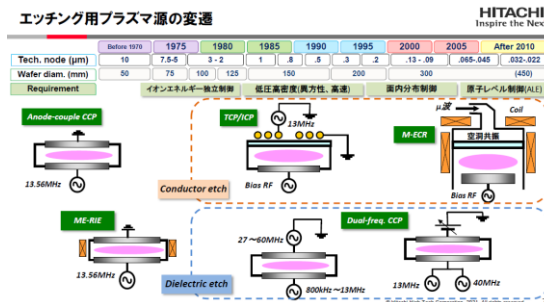 エッチング用プラズマ源の変遷
HITACHI
Inspire the Next
Before 1970 1975 1980 1985 1990 1995 2000 2005 After 2010
Tech. node (μm) 10 7.5-5 3 - 2 1 .8 .5 .3 .2 .13 - .09 .065-.045 .032-.022
Wafer diam. (mm) 50 75 100 125 150 200 300 (450)
Requirement イオンエネルギー独立制御 低圧高密度(異方性、高速) 面内分布制御 原子レベル制御(ALE)
Anode-couple CCP
13.56MHz
TCP/ICP
13MHz
Bias RF
μ波
Coil
M-ECR
空洞共振
Bias RF
Conductor etch
ME-RIE
13.56MHz
27~60MHz
800kHz~13MHz
Dual-freq. CCP
13MHz
40MHz
Dielectric etch